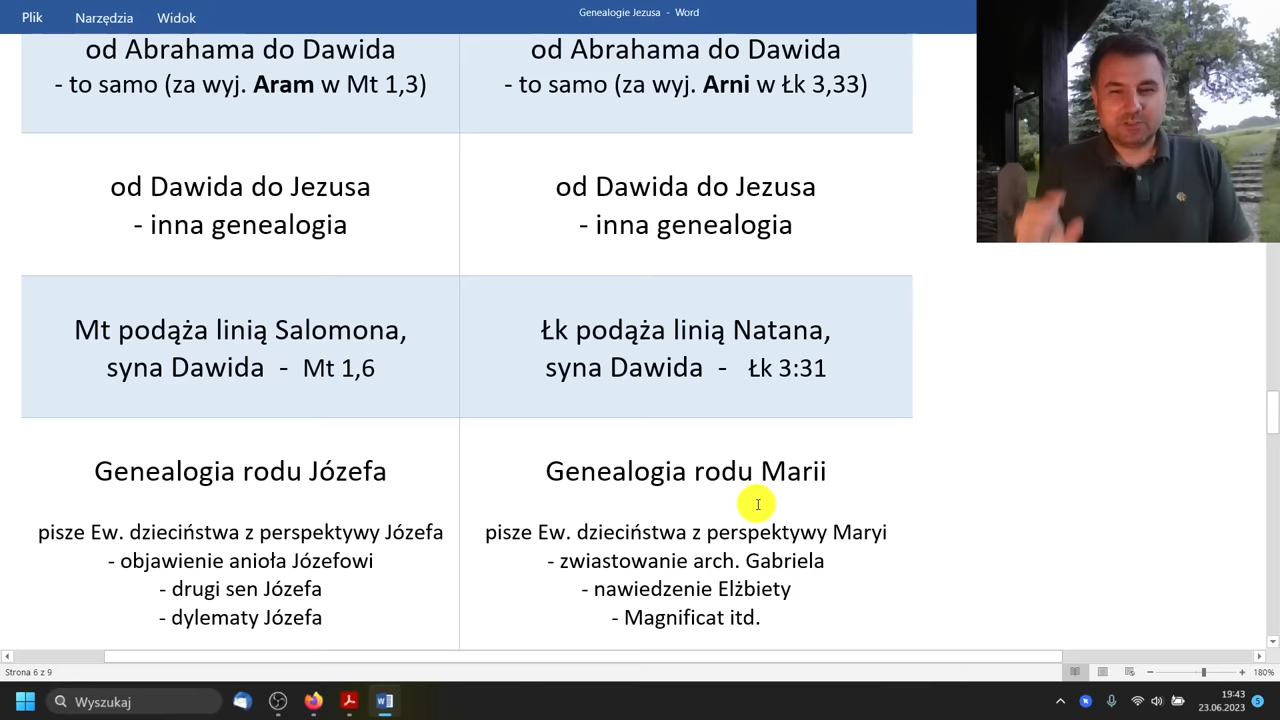 Plik Narzędzia Widok
Genealogie Jezusa - Word
od Abrahama do Dawida
- to samo (za wyj. Aram w Mt 1,3)
od Abrahama do Dawida
- to samo (za wyj. Arni w Łk 3,33)
od Dawida do Jezusa
- inna genealogia
od Dawida do Jezusa
- inna genealogia
Mt podąża linią Salomona,
syna Dawida - Mt 1,6
Łk podąża linią Natana,
syna Dawida - Łk 3:31
Genealogia rodu Józefa
pisze Ew. dzieciństwa z perspektywy Józefa
- objawienie anioła Józefowi
- drugi sen Józefa
- dylematy Józefa
Genealogia rodu Marii
pisze Ew. dzieciństwa z perspektywy Maryi
- zwiastowanie arch. Gabriela
- nawiedzenie Elżbiety
- Magnificat itd.
Strona 6 z 9
180%
Wyszukaj
19:43
23.06.2023
5